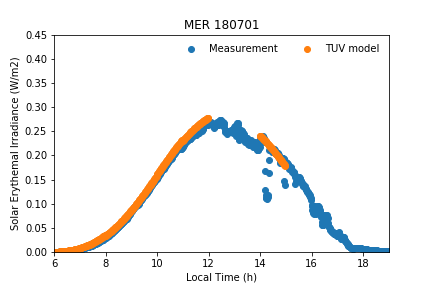 MER 180701
Measurement
TUV model
Solar Erythemal Irradiance (W/m2)
0.45
0.40
0.35
0.30
0.25
0.20
0.15
0.10
0.05
0.00
6 8 10 12 14 16 18
Local Time (h)